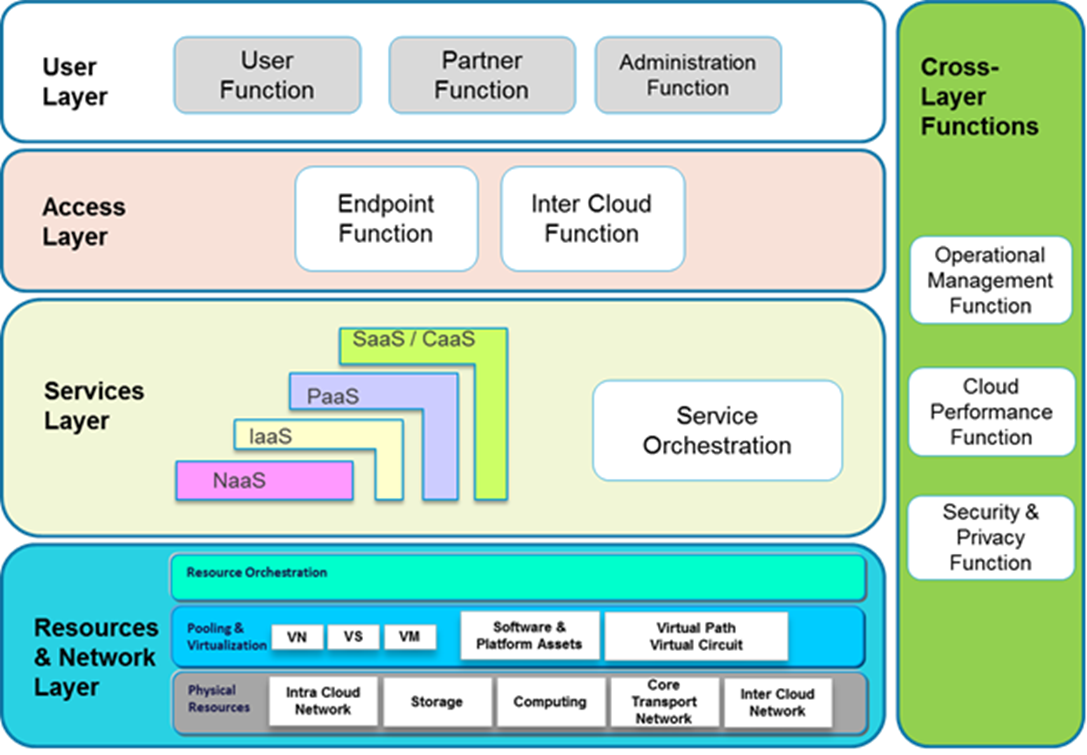 User
Layer
User
Function
Partner
Function
Administration
Function
Access
Layer
Endpoint
Function
Inter Cloud
Function
Services
Layer
SaaS / CaaS
PaaS
IaaS
NaaS
Service
Orchestration
Resources
& Network
Layer
Resource Orchestration
Pooling &
Virtualization
VN
VS
VM
Software &
Platform Assets
Virtual Path
Virtual Circuit
Physical
Resources
Intra Cloud
Network
Storage
Computing
Core
Transport
Network
Inter Cloud
Network
Cross-
Layer
Functions
Operational
Management
Function
Cloud
Performance
Function
Security &
Privacy
Function